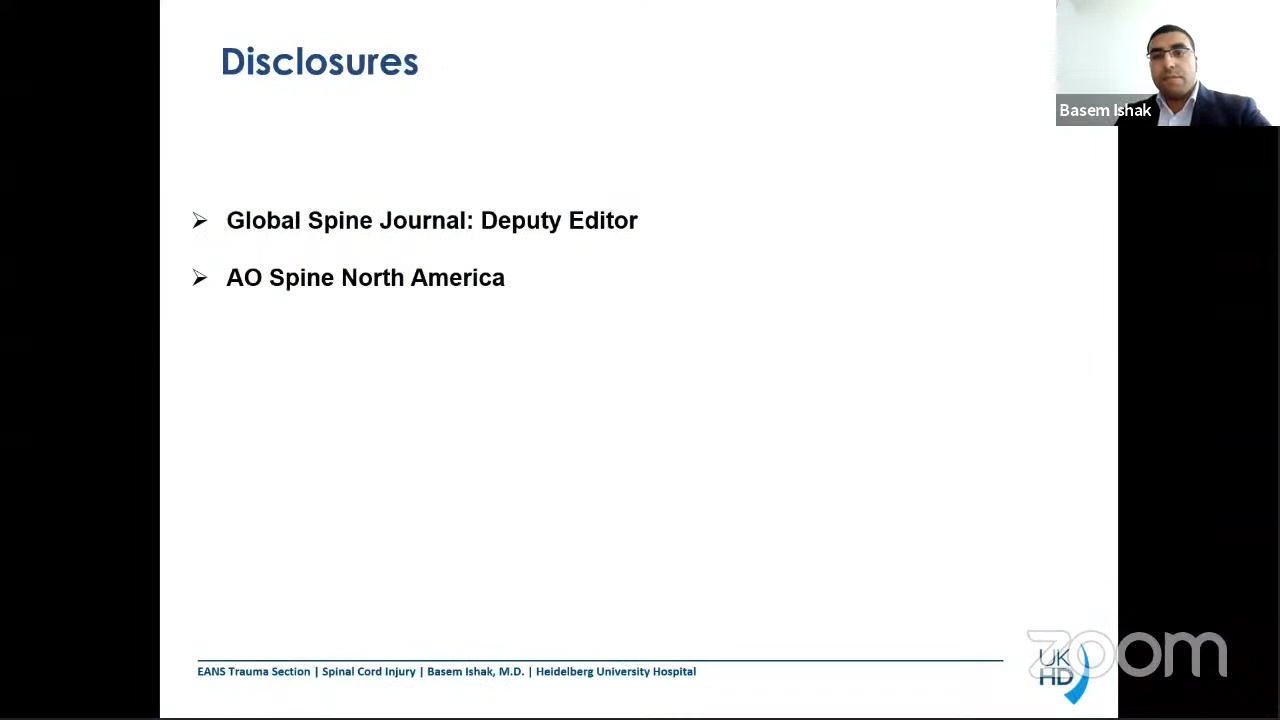 Disclosures
Basem Ishak
Global Spine Journal: Deputy Editor
AO Spine North America
EANS Trauma Section | Spinal Cord Injury | Basem Ishak, M.D. | Heidelberg University Hospital
UK
HD
zoom